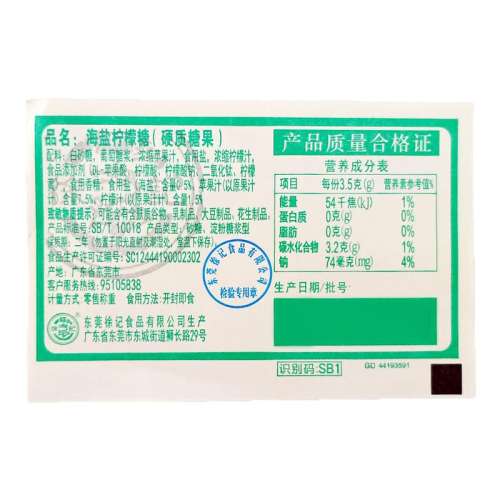 品名：海盐柠檬糖（硬质糖果）
配料：白砂糖，葡萄糖浆，浓缩苹果汁，食用盐，浓缩柠檬汁，
食品添加剂（DL-苹果酸，柠檬酸，柠檬酸钠，二氧化钛，柠檬
黄），食用香精，食用盐（海盐）含量0.5%，苹果汁（以原果汁
计）含量7.5%，柠檬汁（以原果汁计）含量1.5%
致敏物提示：可能含有含麸质谷物、乳制品、大豆制品、花生制品。
产品标准号：SB/T 10018 产品类型：砂糖、淀粉糖浆型
保质期：二年（勿置于阳光直射及潮湿处，室温下保存）
食品生产许可证编号：SC12444190002302
产地：广东省东莞市
客户服务热线：95105838
计量方式：零售称重 食用方法：开封即食
东莞徐记食品有限公司生产
广东省东莞市东城街道狮长路29号
东莞徐记食品有限公司
检验专用章
产品质量合格证
营养成分表
项目 每份3.5克(g) 营养素参考值%
能量 54千焦(kJ) 1%
蛋白质 0克(g) 0%
脂肪 0克(g) 0%
碳水化合物 3.2克(g) 1%
钠 74毫克(mg) 4%
生产日期/批号：
识别码:SB1
GD 44193691